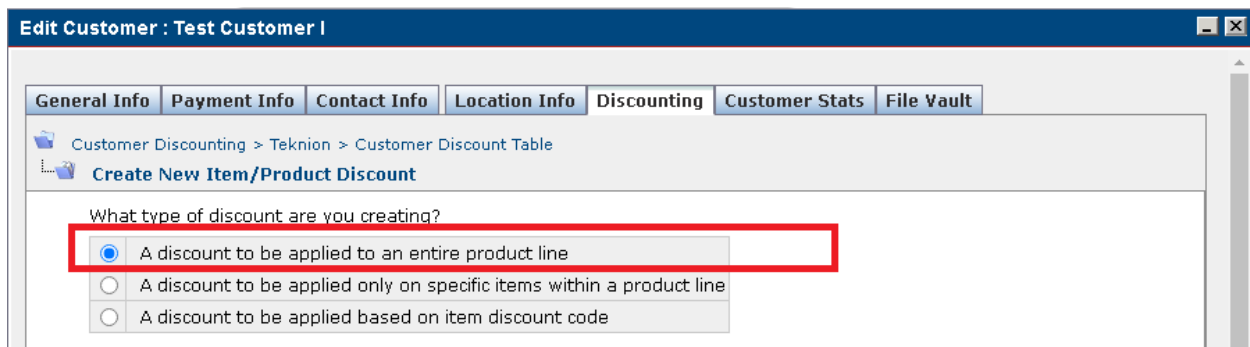 Edit Customer : Test Customer I
General Info Payment Info Contact Info Location Info Discounting Customer Stats File Vault
Customer Discounting > Teknion > Customer Discount Table
Create New Item/Product Discount
What type of discount are you creating?
A discount to be applied to an entire product line
A discount to be applied only on specific items within a product line
A discount to be applied based on item discount code